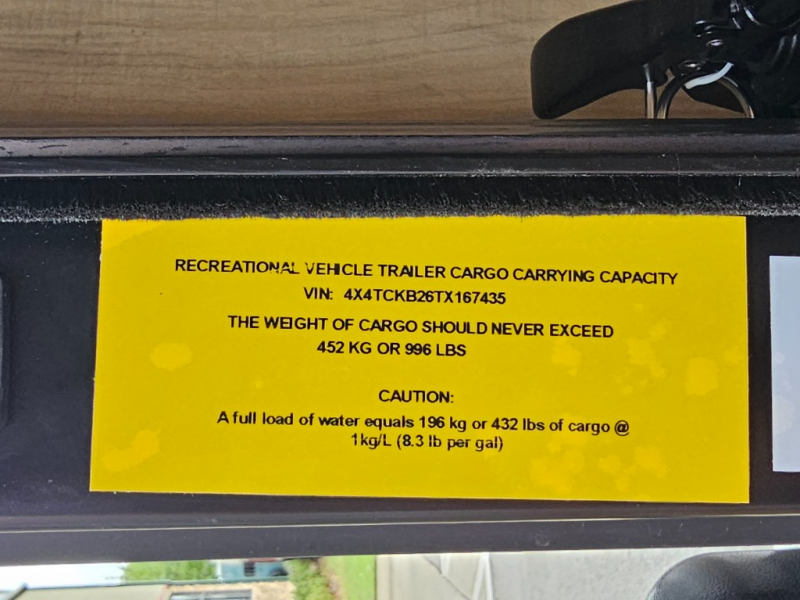 RECREATIONAL VEHICLE TRAILER CARGO CARRYING CAPACITY
VIN: 4X4TCKB26TX167435
THE WEIGHT OF CARGO SHOULD NEVER EXCEED
452 KG OR 996 LBS
CAUTION:
A full load of water equals 196 kg or 432 lbs of cargo @
1kg/L (8.3 lb per gal)